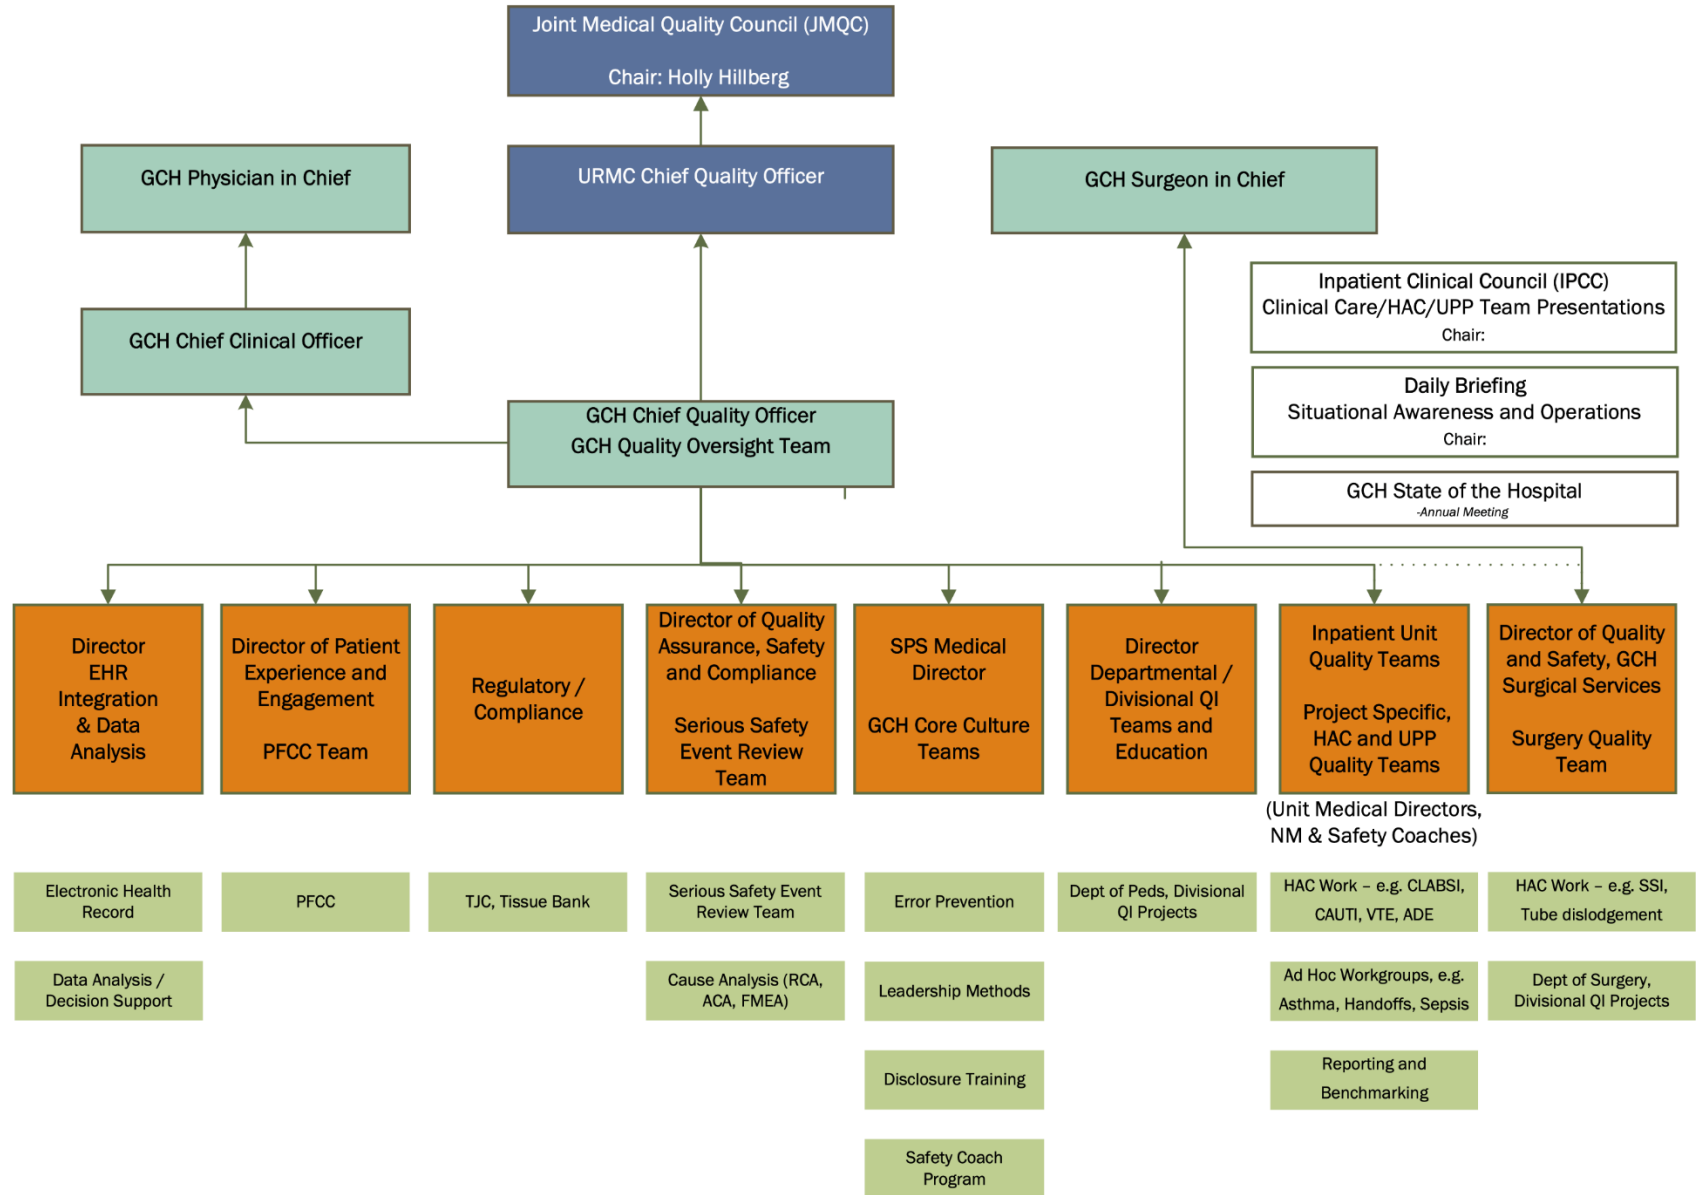 Joint Medical Quality Council (JMQC)
Chair: Holly Hillberg
GCH Physician in Chief
URMC Chief Quality Officer
GCH Surgeon in Chief
Inpatient Clinical Council (IPCC)
Clinical Care/HAC/UPP Team Presentations
Chair:
GCH Chief Clinical Officer
Daily Briefing
Situational Awareness and Operations
Chair:
GCH Chief Quality Officer
GCH Quality Oversight Team
GCH State of the Hospital
-Annual Meeting
Director
EHR
Integration
& Data
Analysis
Director of Patient
Experience and
Engagement
PFCC Team
Regulatory /
Compliance
Director of Quality
Assurance, Safety
and Compliance
Serious Safety
Event Review
Team
SPS Medical
Director
GCH Core Culture
Teams
Director
Departmental /
Divisional QI
Teams and
Education
Inpatient Unit
Quality Teams
Project Specific,
HAC and UPP
Quality Teams
(Unit Medical Directors,
NM & Safety Coaches)
Director of Quality
and Safety, GCH
Surgical Services
Surgery Quality
Team
Electronic Health
Record
PFCC
TJC, Tissue Bank
Serious Safety Event
Review Team
Error Prevention
Dept of Peds, Divisional
QI Projects
HAC Work – e.g. CLABSI,
CAUTI, VTE, ADE
HAC Work – e.g. SSI,
Tube dislodgement
Data Analysis /
Decision Support
Cause Analysis (RCA,
ACA, FMEA)
Leadership Methods
Ad Hoc Workgroups, e.g.
Asthma, Handoffs, Sepsis
Dept of Surgery,
Divisional QI Projects
Disclosure Training
Reporting and
Benchmarking
Safety Coach
Program